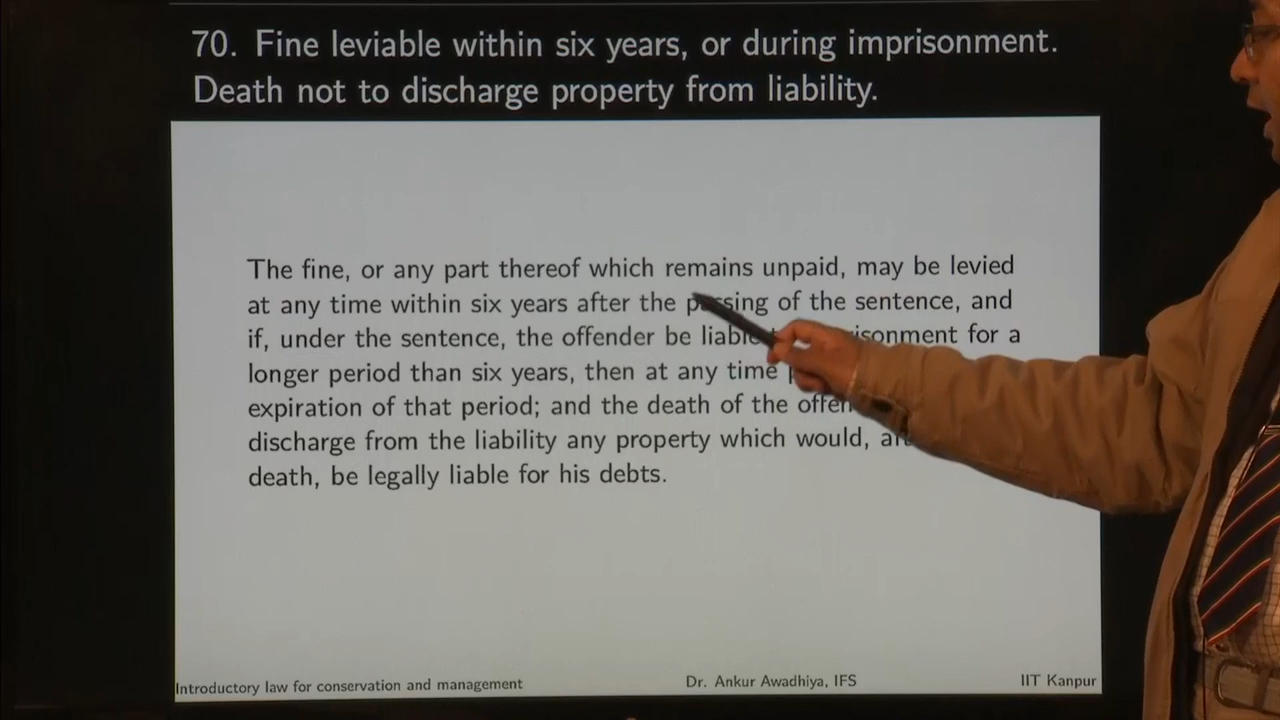 70. Fine leviable within six years, or during imprisonment.
Death not to discharge property from liability.
The fine, or any part thereof which remains unpaid, may be levied
at any time within six years after the passing of the sentence, and
if, under the sentence, the offender be liable for a
longer period than six years, then at any time
expiration of that period; and the death of the
discharge from the liability any property which would,
death, be legally liable for his debts.
Introductory law for conservation and management
Dr. Ankur Awadhiya, IFS
IIT Kanpur